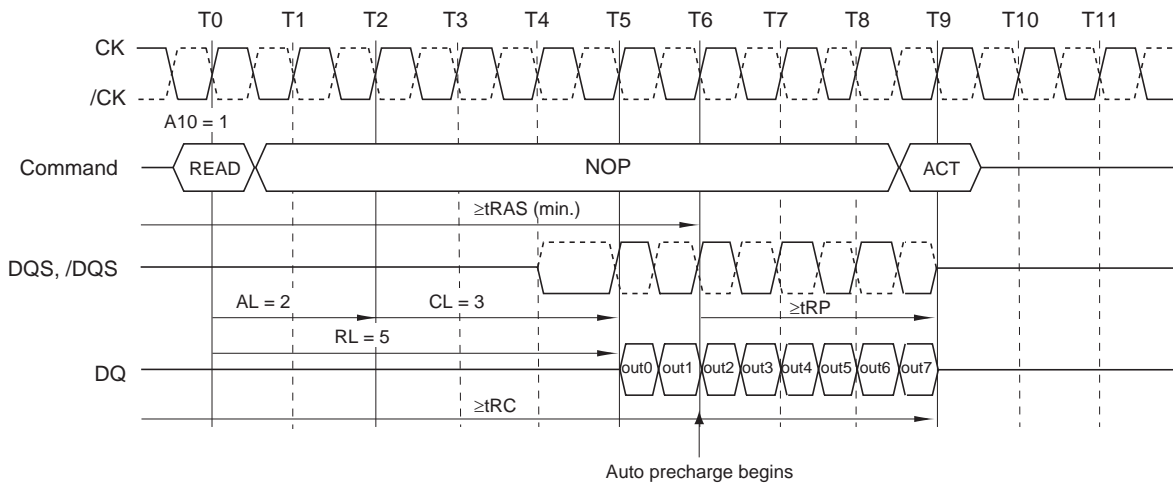 T0 T1 T2 T3 T4 T5 T6 T7 T8 T9 T10 T11
CK
/CK
A10 = 1
Command READ NOP ACT
≥tRAS (min.)
DQS, /DQS
AL = 2 CL = 3 ≥tRP
RL = 5
DQ out0 out1 out2 out3 out4 out5 out6 out7
≥tRC
Auto precharge begins